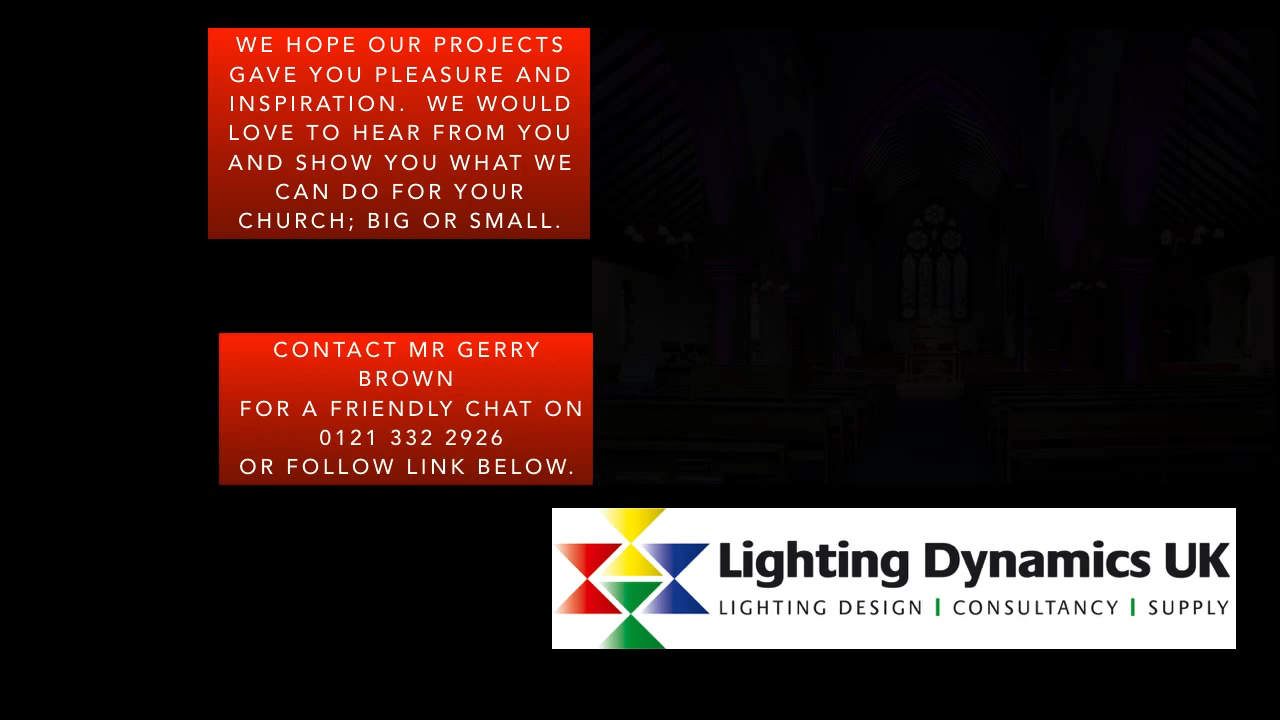 WE HOPE OUR PROJECTS
GAVE YOU PLEASURE AND
INSPIRATION.  WE WOULD
LOVE TO HEAR FROM YOU
AND SHOW YOU WHAT WE
CAN DO FOR YOUR
CHURCH; BIG OR SMALL.
CONTACT MR GERRY
BROWN
FOR A FRIENDLY CHAT ON
0121 332 2926
OR FOLLOW LINK BELOW.
Lighting Dynamics UK
LIGHTING DESIGN | CONSULTANCY | SUPPLY